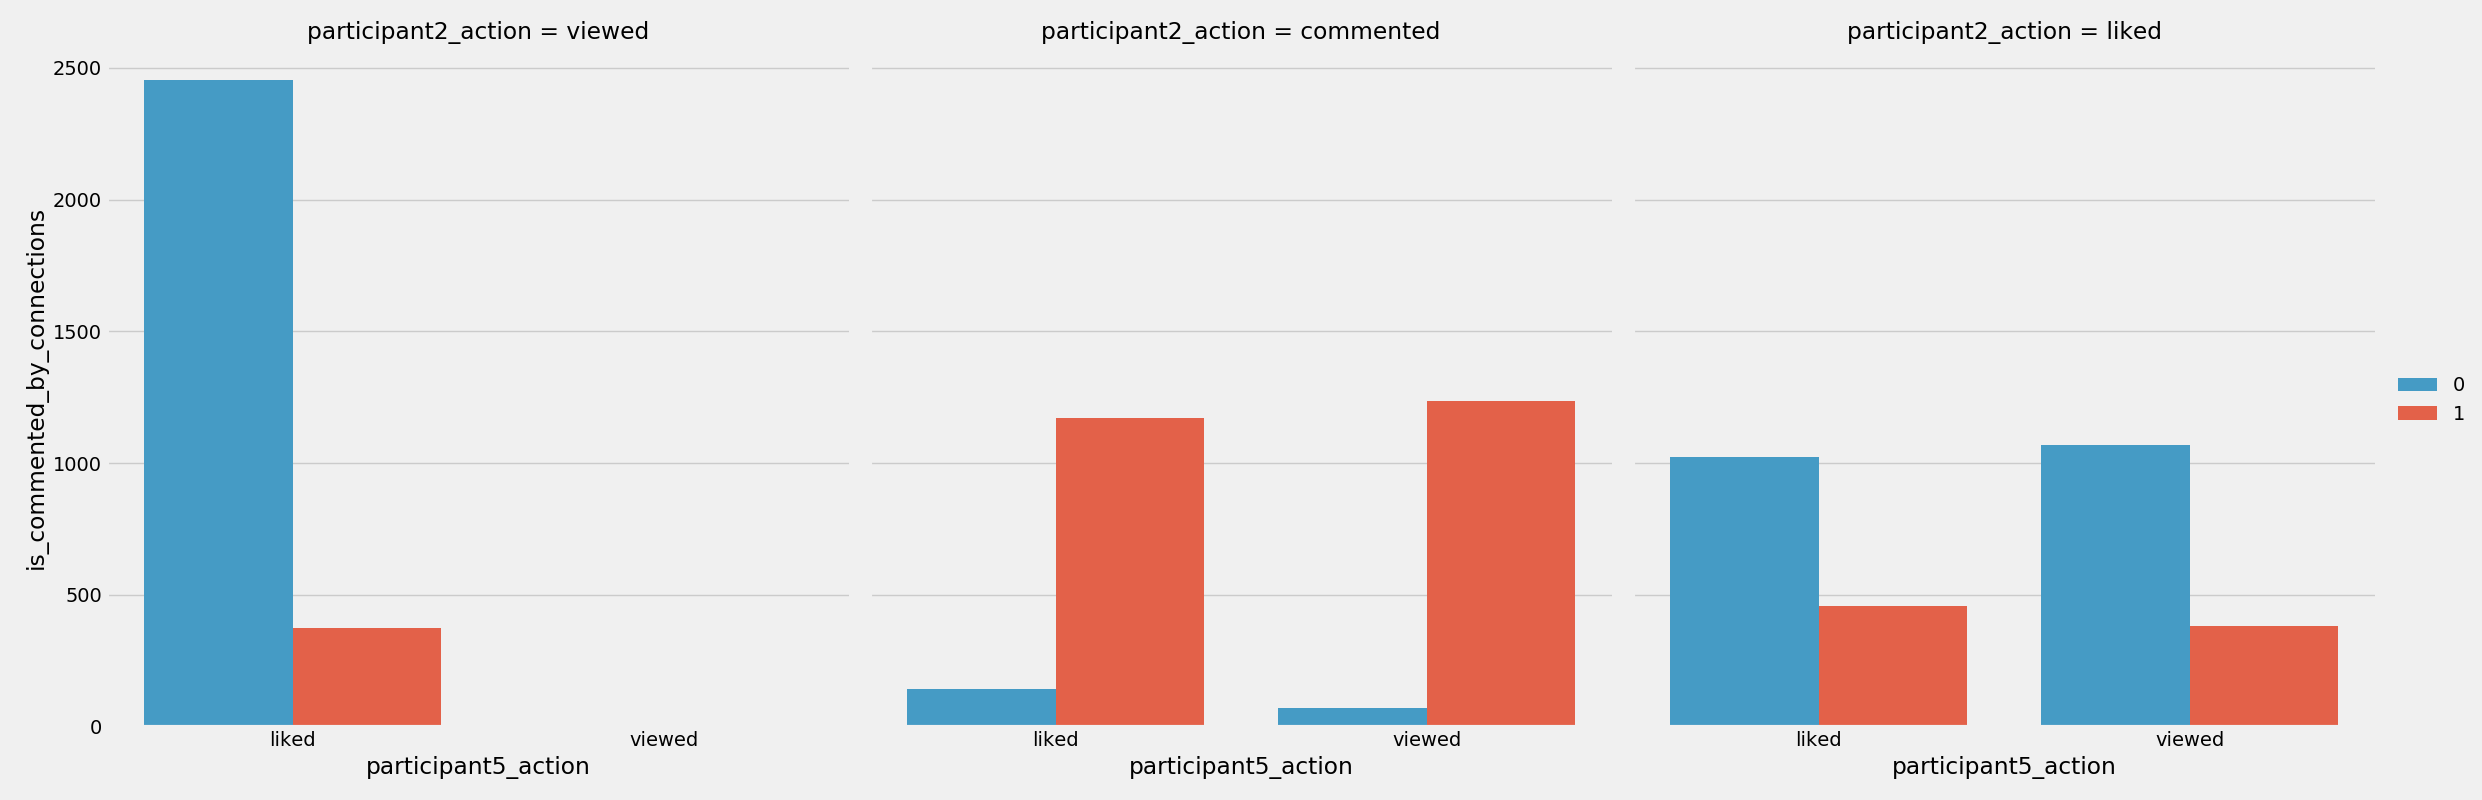 participant2_action = viewed
participant2_action = commented
participant2_action = liked
is_commented_by_connections
2500
2000
1500
1000
500
0
liked
viewed
participant5_action
liked
viewed
participant5_action
liked
viewed
participant5_action
0
1